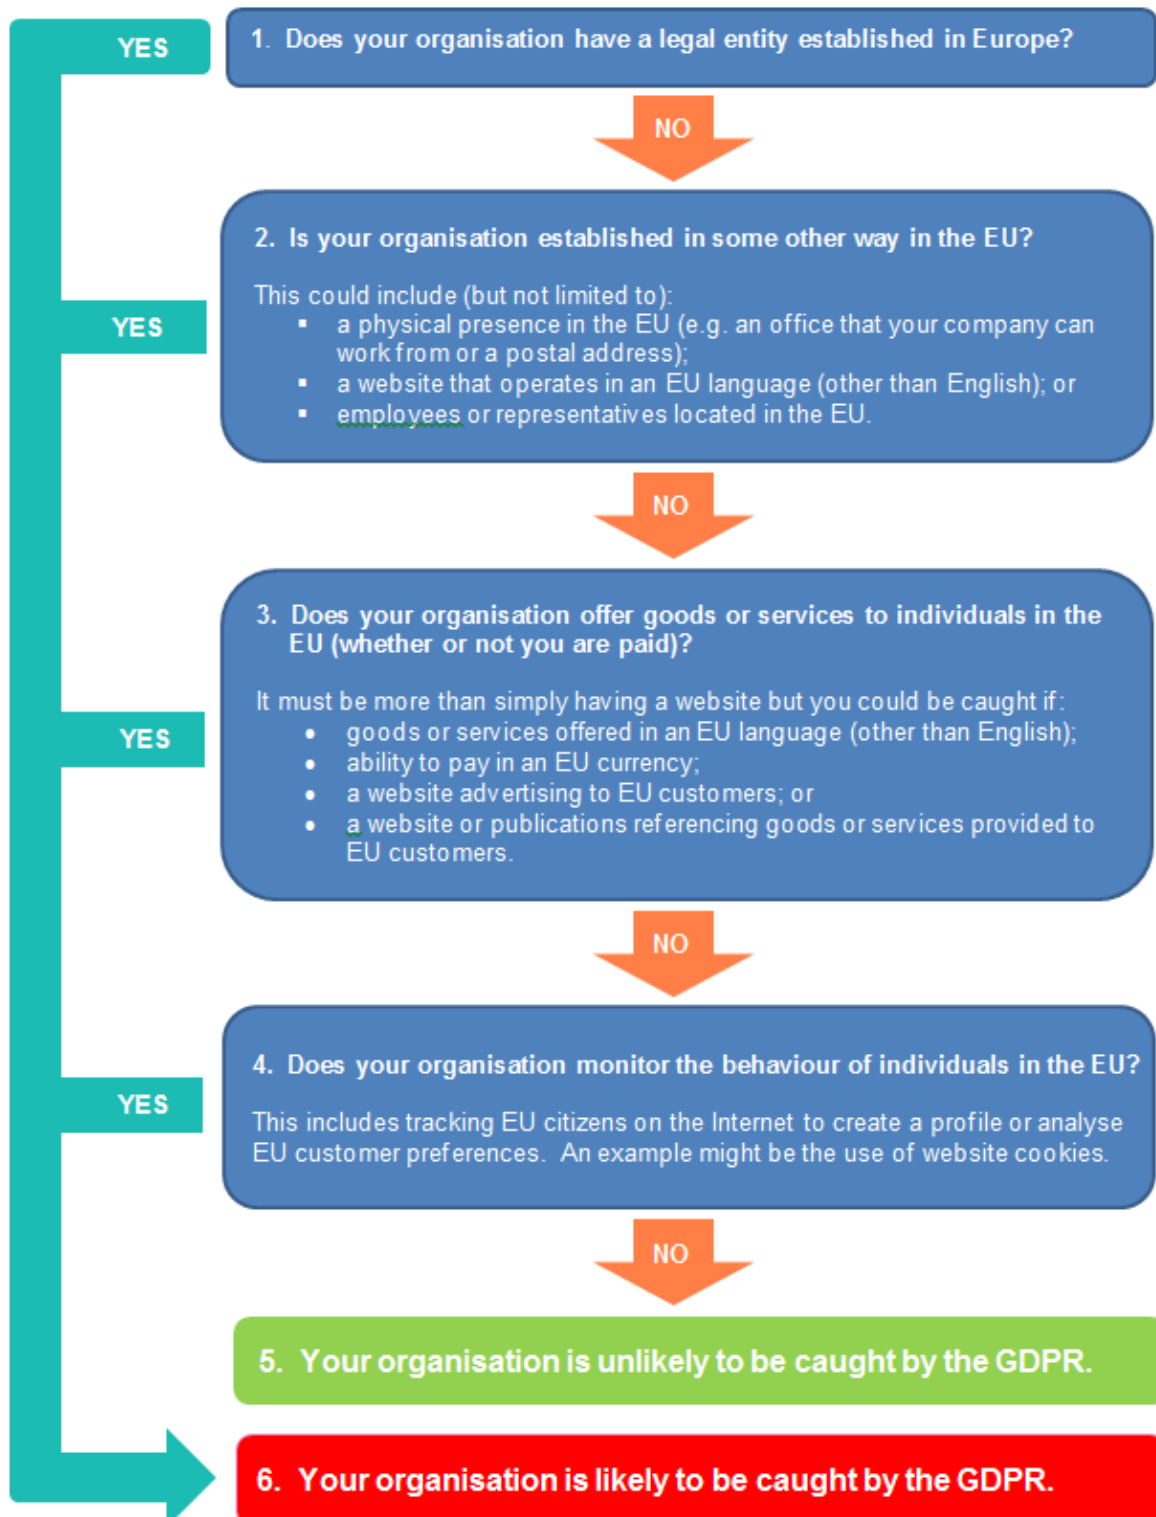 YES
1. Does your organisation have a legal entity established in Europe?
NO
2. Is your organisation established in some other way in the EU?
YES
This could include (but not limited to):
▪ a physical presence in the EU (e.g. an office that your company can
work from or a postal address);
▪ a website that operates in an EU language (other than English); or
▪ employees or representatives located in the EU.
NO
3. Does your organisation offer goods or services to individuals in the
EU (whether or not you are paid)?
YES
It must be more than simply having a website but you could be caught if:
• goods or services offered in an EU language (other than English);
• ability to pay in an EU currency;
• a website advertising to EU customers; or
• a website or publications referencing goods or services provided to
EU customers.
NO
4. Does your organisation monitor the behaviour of individuals in the EU?
YES
This includes tracking EU citizens on the Internet to create a profile or analyse
EU customer preferences. An example might be the use of website cookies.
NO
5. Your organisation is unlikely to be caught by the GDPR.
6. Your organisation is likely to be caught by the GDPR.